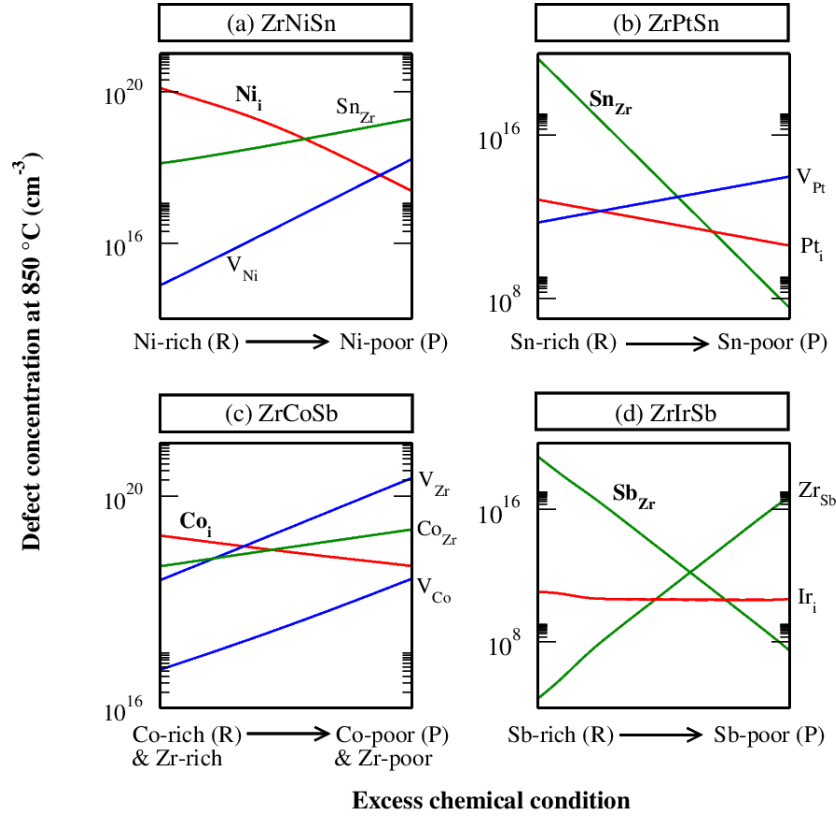 (a) ZrNiSn
(b) ZrPtSn
10^20
Ni_i
Sn_Zr
10^16
V_Ni
Ni-rich (R) → Ni-poor (P)
Sn_Zr
10^16
V_Pt
Pt_i
10^8
Sn-rich (R) → Sn-poor (P)
Defect concentration at 850 °C (cm^-3)
(c) ZrCoSb
(d) ZrIrSb
10^20
Co_i
V_Zr
Co_Zr
V_Co
10^16
Co-rich (R) → Co-poor (P)
& Zr-rich & Zr-poor
Sb_Zr
Zr_Sb
10^16
Ir_i
10^8
Sb-rich (R) → Sb-poor (P)
Excess chemical condition